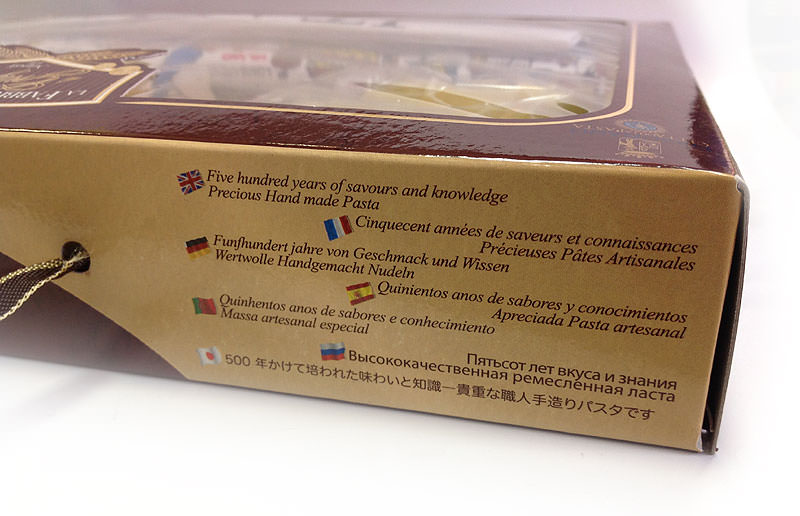 Five hundred years of savours and knowledge
Precious Hand made Pasta
Cinquecent années de saveurs et connaissances
Précieuses Pâtes Artisanales
Funfhundert jahre von Geschmack und Wissen
Wertwolle Handgemacht Nudeln
Quinientos anos de sabores y conocimientos
Apreciada Pasta artesanal
Quinhentos anos de sabores e conhecimiento
Massa artesanal especial
Пятьсот лет вкуса и знания
Высококачественная ремеслённая ласта
500 年かけて培われた味わいと知識—貴重な職人手造りパスタです